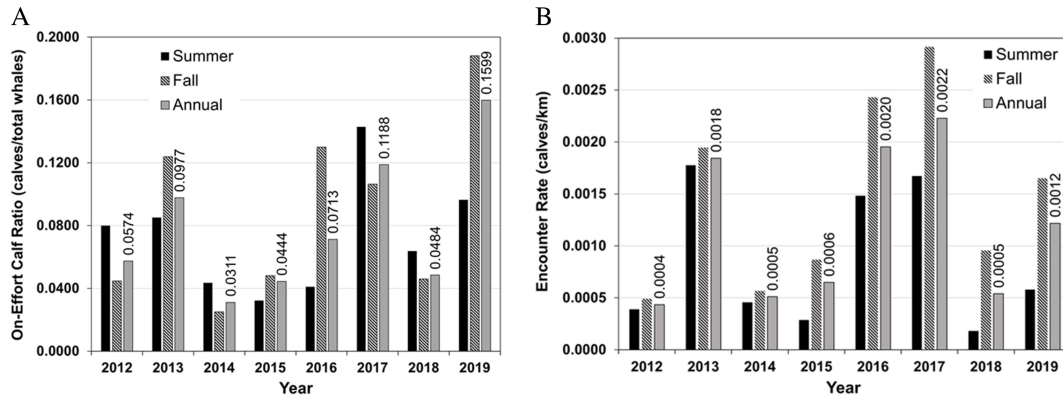 A
On-Effort Calf Ratio (calves/total whales)
0.2000
0.1600
0.1200
0.0800
0.0400
0.0000
Summer
Fall
Annual
0.0574
0.0977
0.0311
0.0444
0.0713
0.1188
0.0484
0.1599
2012 2013 2014 2015 2016 2017 2018 2019
Year
B
Encounter Rate (calves/km)
0.0030
0.0025
0.0020
0.0015
0.0010
0.0005
0.0000
Summer
Fall
Annual
0.0004
0.0018
0.0005
0.0006
0.0020
0.0022
0.0005
0.0012
2012 2013 2014 2015 2016 2017 2018 2019
Year